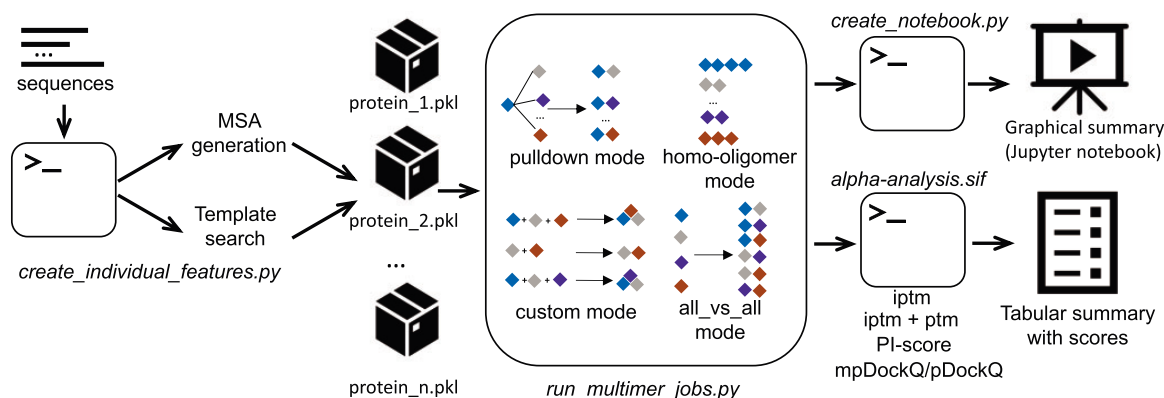 ...
sequences
>_
create_individual_features.py
MSA
generation
Template
search
protein_1.pkl
protein_2.pkl
...
protein_n.pkl
...
pulldown mode
...
homo-oligomer
mode
+ +
+
+ +
custom mode
all_vs_all
mode
run_multimer_jobs.py
create_notebook.py
>_
Graphical summary
(Jupyter notebook)
alpha-analysis.sif
>_
iptm
iptm + ptm
PI-score
mpDockQ/pDockQ
Tabular summary
with scores